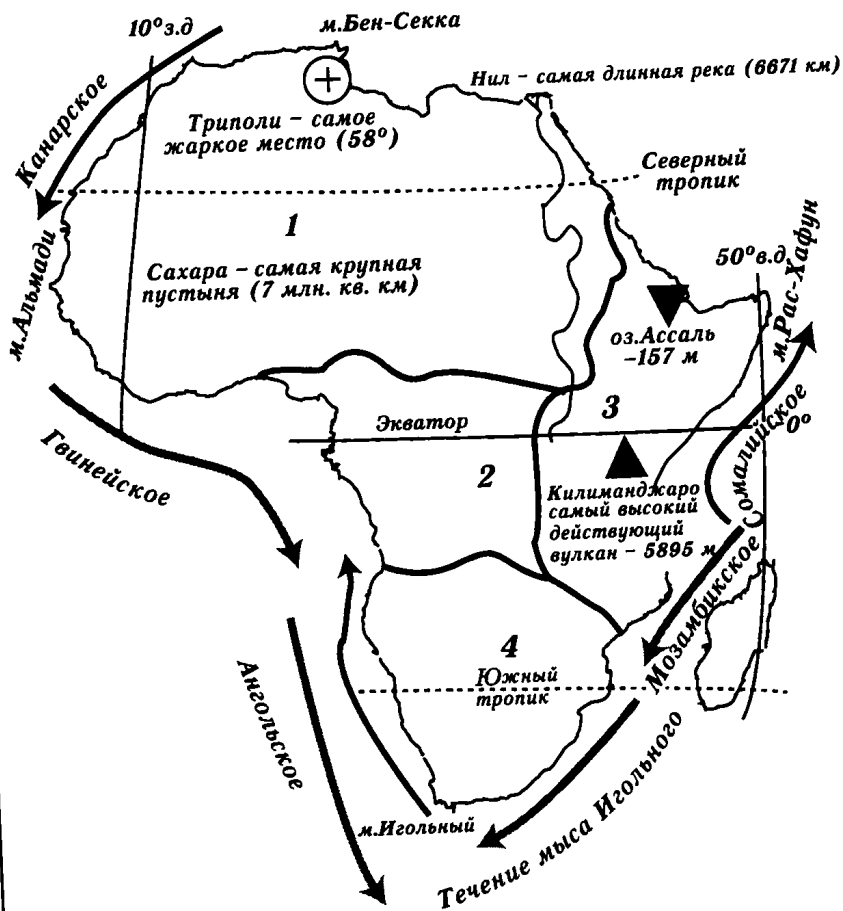 10°з.д
м.Бен-Секка
Нил – самая длинная река (6671 км)
Канарское
Триполи – самое
жаркое место (58°)
Северный
тропик
1
Сахара – самая крупная
пустыня (7 млн. кв. км)
50°в.д
м.Рас-Хафун
м.Альмади
оз.Ассаль
–157 м
3
Экватор
0°
Гвинейское
2
Килиманджаро
самый высокий
действующий
вулкан – 5895 м
Сомалийское
Мозамбикское
4
Южный
тропик
Ангольское
м.Игольный
Течение мыса Игольного